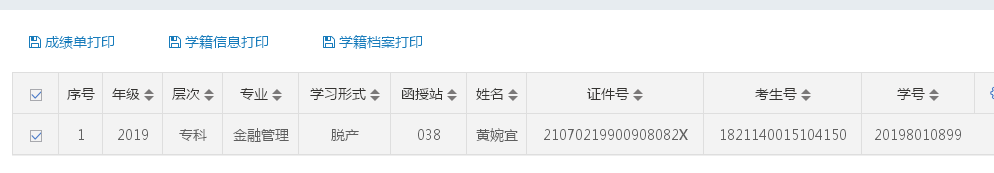 成绩单打印 学籍信息打印 学籍档案打印
序号 年级 层次 专业 学习形式 函授站 姓名 证件号 考生号 学号
1 2019 专科 金融管理 脱产 038 黄婉宜 21070219900908082X 1821140015104150 20198010899